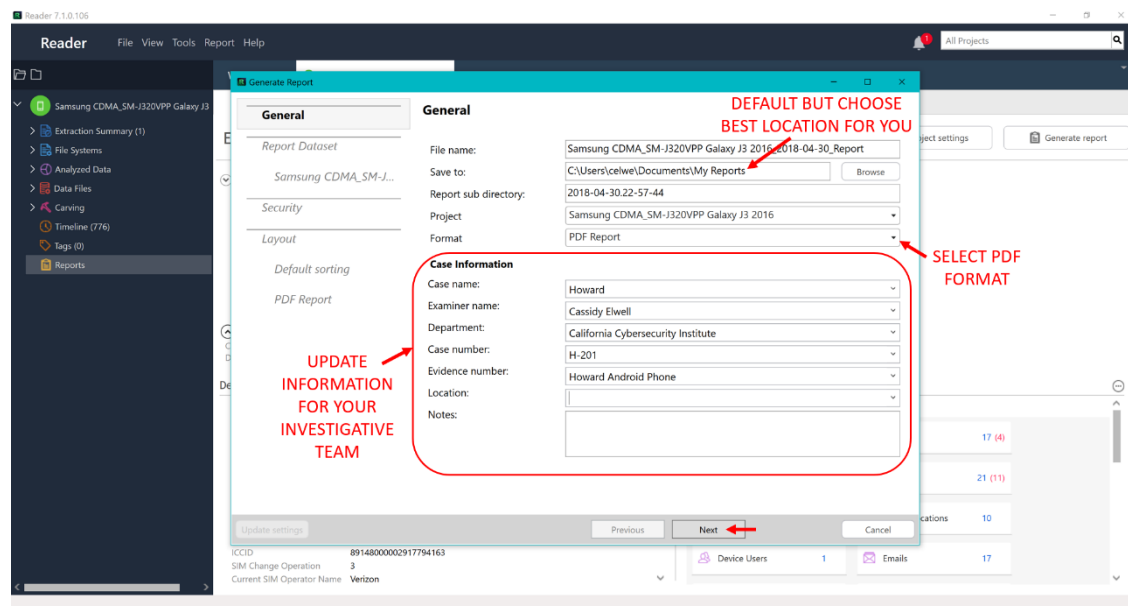 Reader 7.1.0.106
Reader File View Tools Report Help
1
All Projects
Samsung CDMA_SM-J320VPP Galaxy J3
Extraction Summary (1)
File Systems
Analyzed Data
Data Files
Carving
Timeline (776)
Tags (0)
Reports
Generate Report
General
Report Dataset
Samsung CDMA_SM-J...
Security
Layout
Default sorting
PDF Report
General
DEFAULT BUT CHOOSE
BEST LOCATION FOR YOU
File name: Samsung CDMA_SM-J320VPP Galaxy J3 2016_2018-04-30_Report
Save to: C:\Users\celwe\Documents\My Reports Browse
Report sub directory: 2018-04-30.22-57-44
Project Samsung CDMA_SM-J320VPP Galaxy J3 2016
Format PDF Report
SELECT PDF
FORMAT
Case Information
Case name: Howard
Examiner name: Cassidy Elwell
Department: California Cybersecurity Institute
Case number: H-201
Evidence number: Howard Android Phone
Location:
Notes:
UPDATE
INFORMATION
FOR YOUR
INVESTIGATIVE
TEAM
Update settings Previous Next Cancel
ject settings Generate report
De
17 (4)
21 (11)
cations 10
Device Users 1 Emails 17
ICCID 89148000002917794163
SIM Change Operation 3
Current SIM Operator Name Verizon